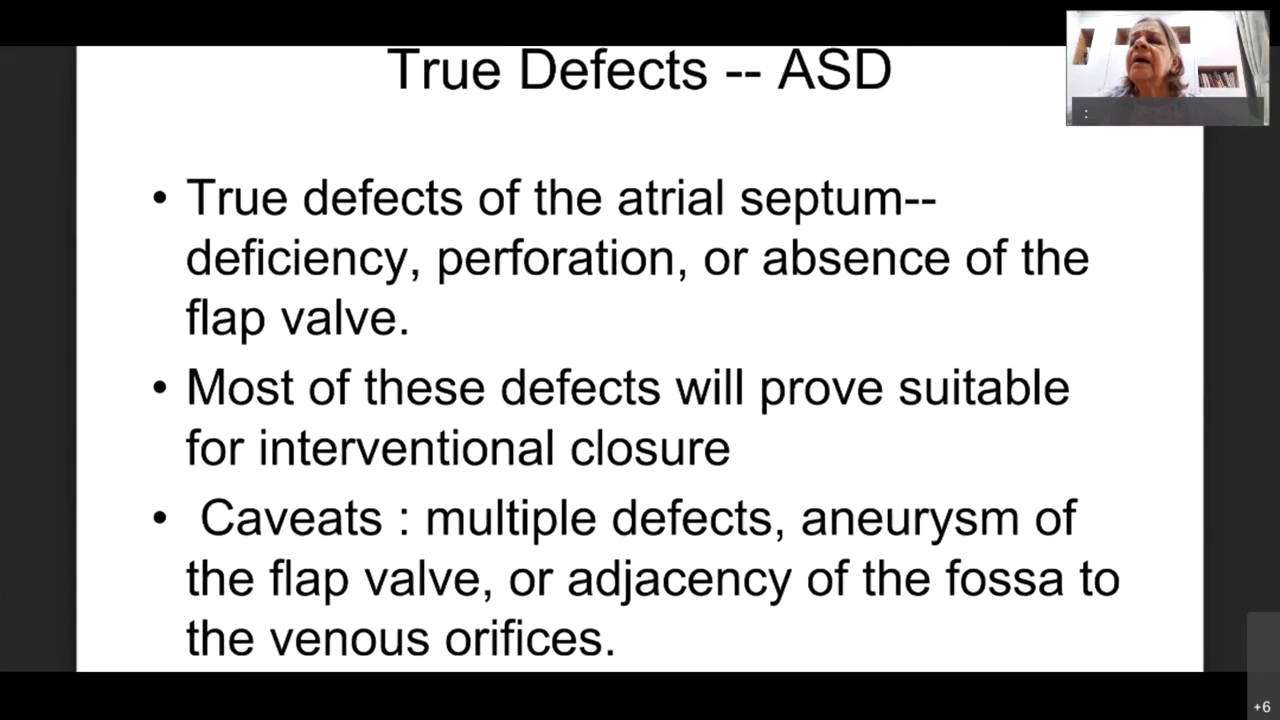 True Defects -- ASD
• True defects of the atrial septum--
deficiency, perforation, or absence of the
flap valve.
• Most of these defects will prove suitable
for interventional closure
• Caveats : multiple defects, aneurysm of
the flap valve, or adjacency of the fossa to
the venous orifices.
:
+6